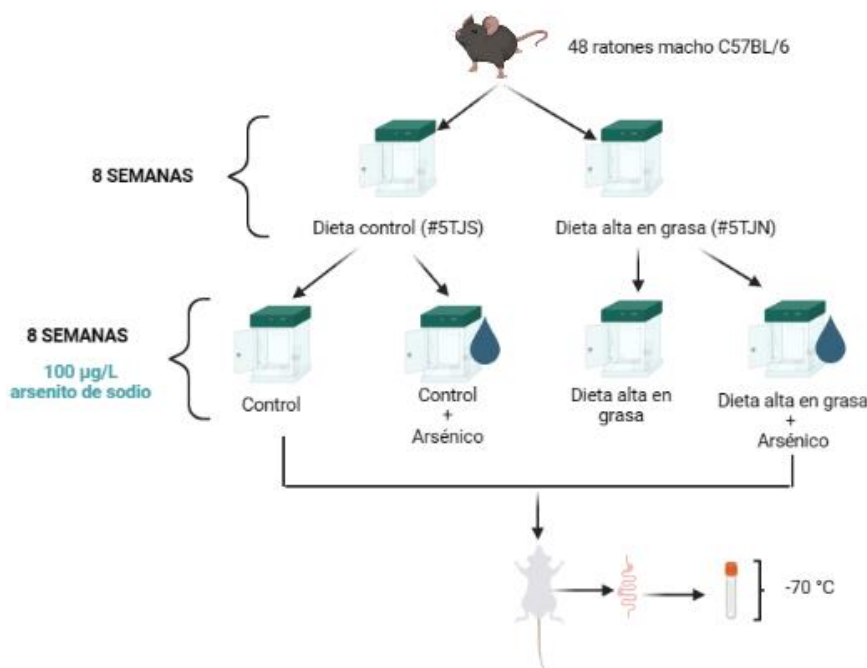 48 ratones macho C57BL/6
8 SEMANAS
Dieta control (#5TJS)
Dieta alta en grasa (#5TJN)
8 SEMANAS
100 µg/L
arsenito de sodio
Control
Control
+
Arsénico
Dieta alta en
grasa
Dieta alta en grasa
+
Arsénico
-70 °C